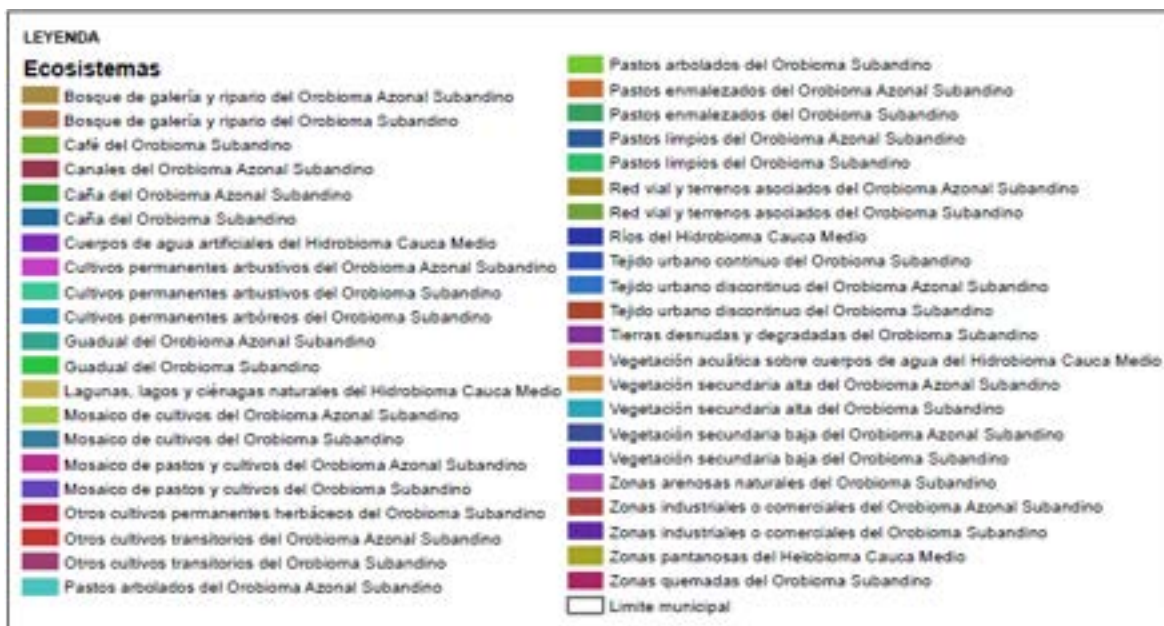 LEYENDA
Ecosistemas
Bosque de galería y ripario del Orobioma Azonal Subandino
Bosque de galería y ripario del Orobioma Subandino
Café del Orobioma Subandino
Canales del Orobioma Azonal Subandino
Caña del Orobioma Azonal Subandino
Caña del Orobioma Subandino
Cuerpos de agua artificiales del Hidrobioma Cauca Medio
Cultivos permanentes arbustivos del Orobioma Azonal Subandino
Cultivos permanentes arbustivos del Orobioma Subandino
Cultivos permanentes arbóreos del Orobioma Subandino
Guadual del Orobioma Azonal Subandino
Guadual del Orobioma Subandino
Lagunas, lagos y ciénagas naturales del Hidrobioma Cauca Medio
Mosaico de cultivos del Orobioma Azonal Subandino
Mosaico de cultivos del Orobioma Subandino
Mosaico de pastos y cultivos del Orobioma Azonal Subandino
Mosaico de pastos y cultivos del Orobioma Subandino
Otros cultivos permanentes herbáceos del Orobioma Subandino
Otros cultivos transitorios del Orobioma Azonal Subandino
Otros cultivos transitorios del Orobioma Subandino
Pastos arbolados del Orobioma Azonal Subandino
Pastos arbolados del Orobioma Subandino
Pastos enmalezados del Orobioma Azonal Subandino
Pastos enmalezados del Orobioma Subandino
Pastos limpios del Orobioma Azonal Subandino
Pastos limpios del Orobioma Subandino
Red vial y terrenos asociados del Orobioma Azonal Subandino
Red vial y terrenos asociados del Orobioma Subandino
Ríos del Hidrobioma Cauca Medio
Tejido urbano continuo del Orobioma Subandino
Tejido urbano discontinuo del Orobioma Azonal Subandino
Tejido urbano discontinuo del Orobioma Subandino
Tierras desnudas y degradadas del Orobioma Subandino
Vegetación acuática sobre cuerpos de agua del Hidrobioma Cauca Medio
Vegetación secundaria alta del Orobioma Azonal Subandino
Vegetación secundaria alta del Orobioma Subandino
Vegetación secundaria baja del Orobioma Azonal Subandino
Vegetación secundaria baja del Orobioma Subandino
Zonas arenosas naturales del Orobioma Subandino
Zonas industriales o comerciales del Orobioma Azonal Subandino
Zonas industriales o comerciales del Orobioma Subandino
Zonas pantanosas del Helobioma Cauca Medio
Zonas quemadas del Orobioma Subandino
Limite municipal